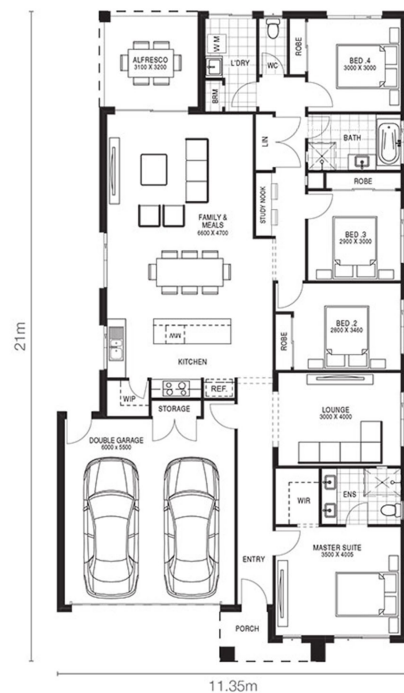 ALFRESCO
3100 X 3200
W.M
L'DRY
WC
ROBE
BED .4
3000 X 3000
BRM
LIN
BATH
ROBE
STUDY NOOK
FAMILY &
MEALS
6600 X 4700
BED .3
2900 X 3000
21m
BED .2
2800 X 3460
MW
ROBE
KITCHEN
WIP
REF.
STORAGE
LOUNGE
3000 X 4000
DOUBLE GARAGE
6000 x 5500
WIR
ENS
ENTRY
MASTER SUITE
3500 X 4005
PORCH
11.35m